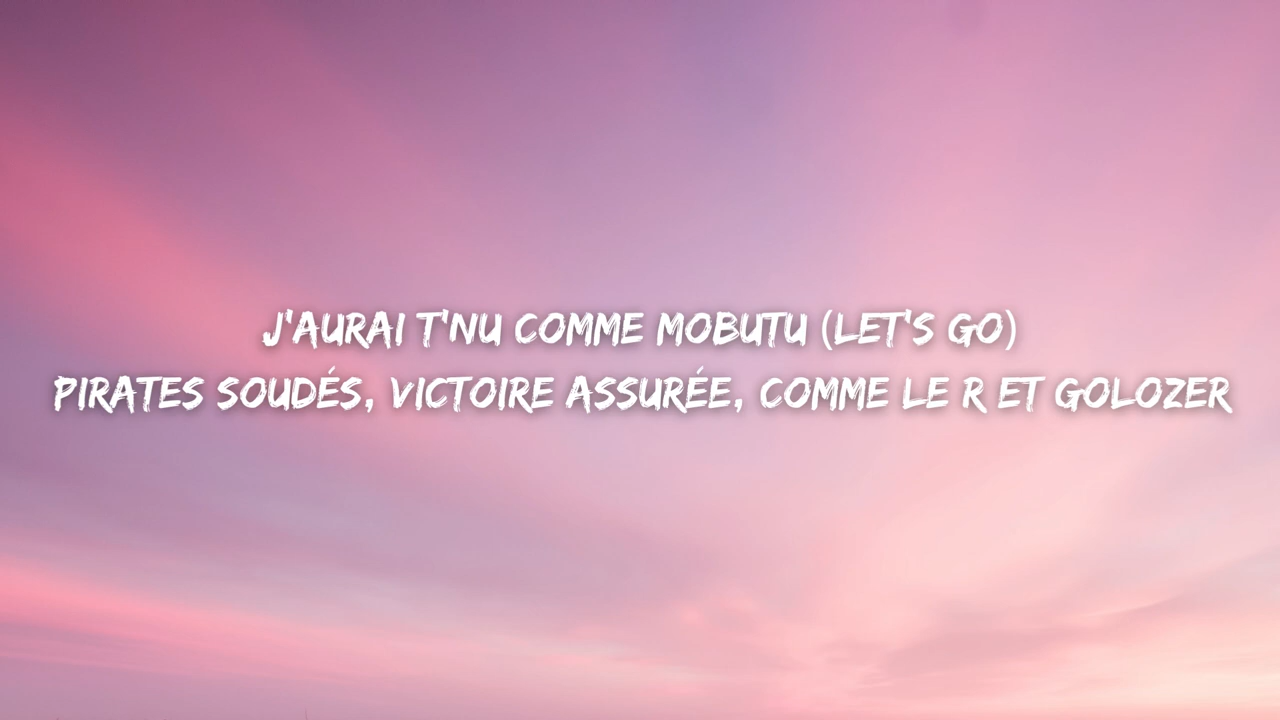 J'AURAI T'NU COMME MOBUTU (LET'S GO)
PIRATES SOUDÉS, VICTOIRE ASSURÉE, COMME LE R ET GOLOZER